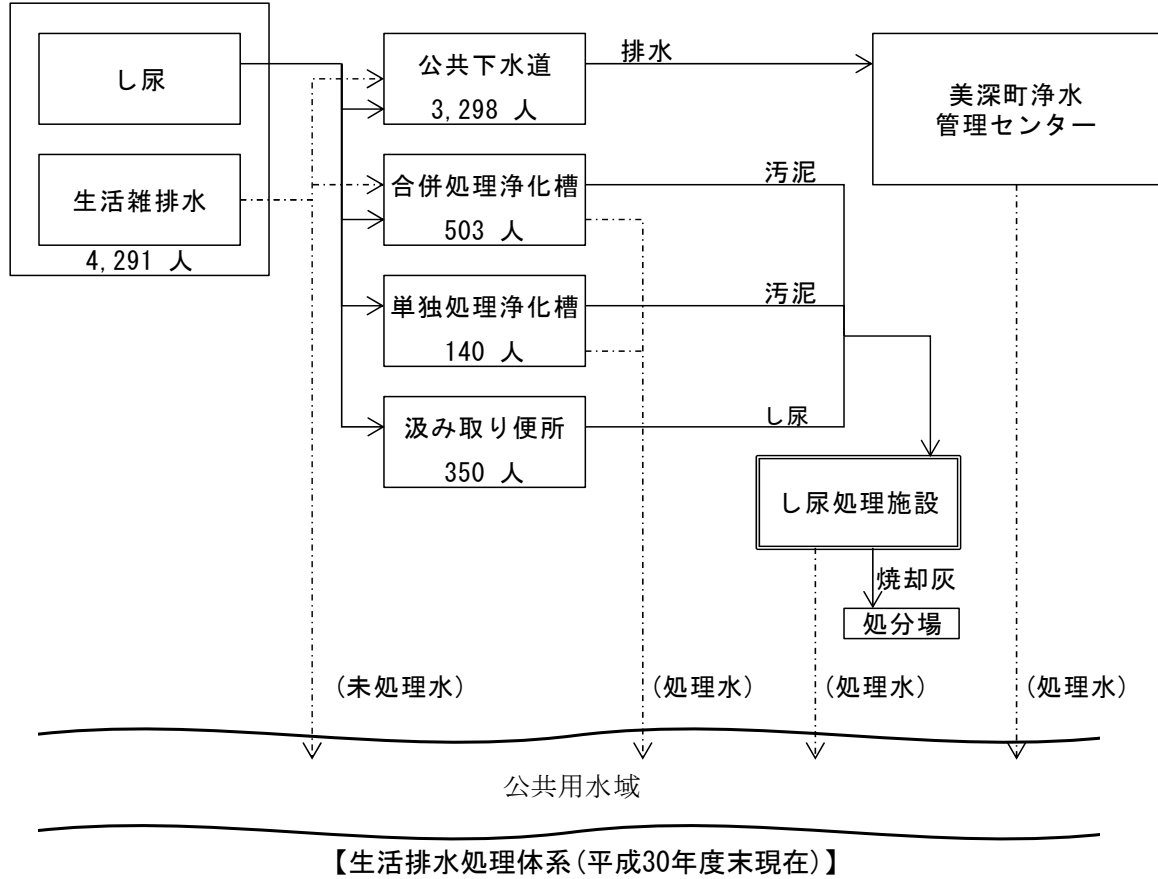 し尿
生活雑排水
4,291 人
公共下水道
3,298 人
排水
美深町浄水
管理センター
合併処理浄化槽
503 人
汚泥
単独処理浄化槽
140 人
汚泥
汲み取り便所
350 人
し尿
し尿処理施設
焼却灰
処分場
(未処理水)
(処理水)
(処理水)
(処理水)
公共用水域
【生活排水処理体系(平成30年度末現在)】